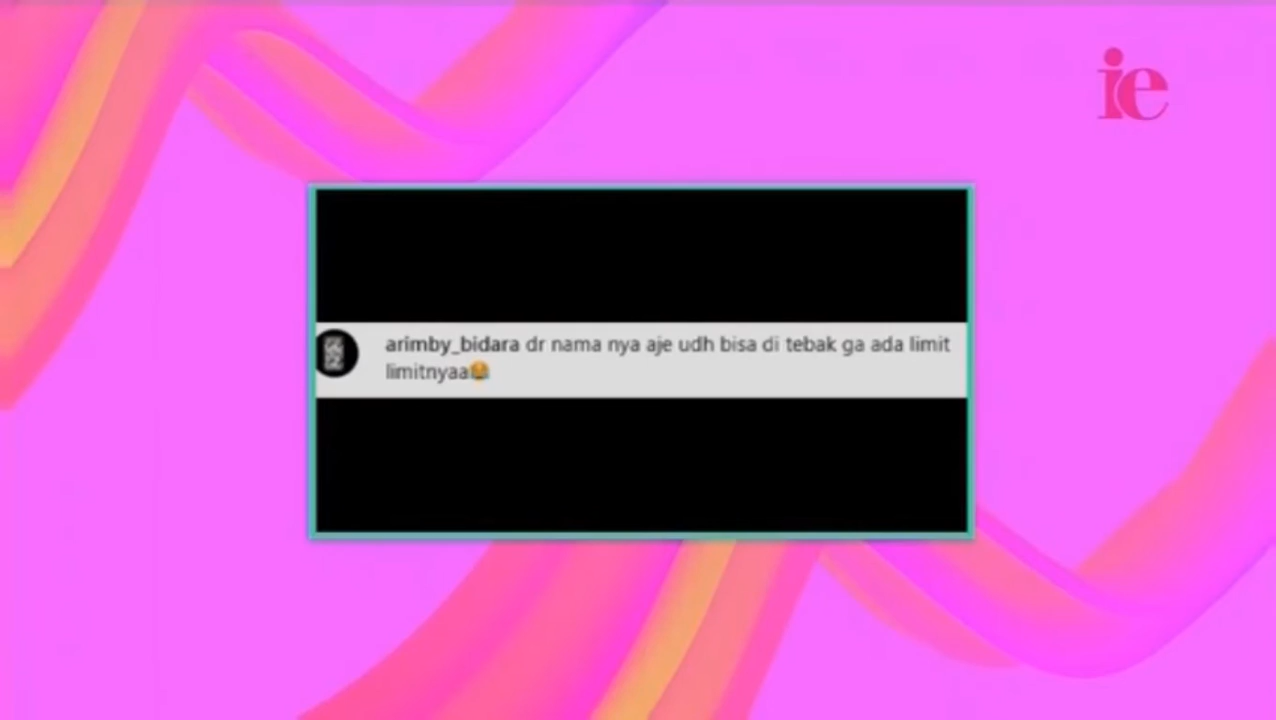 ie
arimby_bidara dr nama nya aje udh bisa di tebak ga ada limit
limitnyaa😂